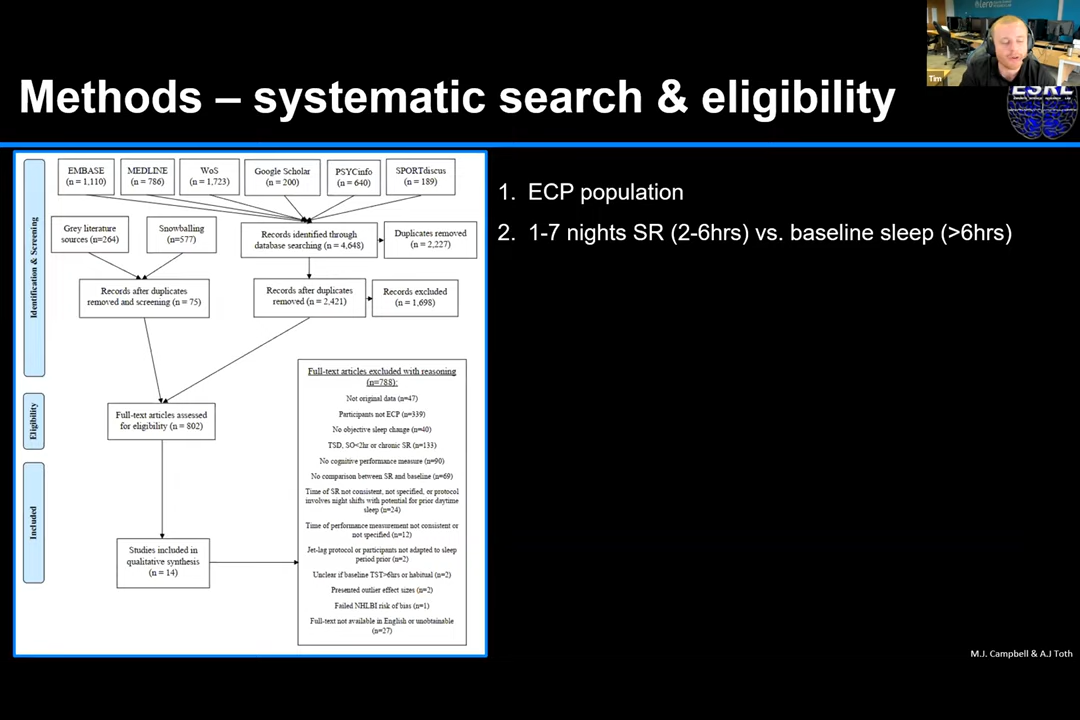 Lero
Tim
ESRL
Methods – systematic search & eligibility
Identification & Screening
EMBASE
(n = 1,110)
MEDLINE
(n = 786)
WoS
(n = 1,723)
Google Scholar
(n = 200)
PSYCinfo
(n = 640)
SPORTdiscus
(n = 189)
Grey literature
sources (n=264)
Snowballing
(n=577)
Records identified through
database searching (n = 4,648)
Duplicates removed
(n = 2,227)
Records after duplicates
removed and screening (n = 75)
Records after duplicates
removed (n = 2,421)
Records excluded
(n = 1,698)
Eligibility
Full-text articles assessed
for eligibility (n = 802)
Included
Studies included in
qualitative synthesis
(n = 14)
Full-text articles excluded with reasoning
(n=788):
Not original data (n=47)
Participants not ECP (n=339)
No objective sleep change (n=40)
TSD, SO<2hr or chronic SR (n=133)
No cognitive performance measure (n=90)
No comparison between SR and baseline (n=69)
Time of SR not consistent, not specified, or protocol
involves night shifts with potential for prior daytime
sleep (n=24)
Time of performance measurement not consistent or
not specified (n=12)
Jet-lag protocol or participants not adapted to sleep
period prior (n=2)
Unclear if baseline TST>6hrs or habitual (n=2)
Presented outlier effect sizes (n=2)
Failed NHLBI risk of bias (n=1)
Full-text not available in English or unobtainable
(n=27)
1. ECP population
2. 1-7 nights SR (2-6hrs) vs. baseline sleep (>6hrs)
M.J. Campbell & A.J Toth